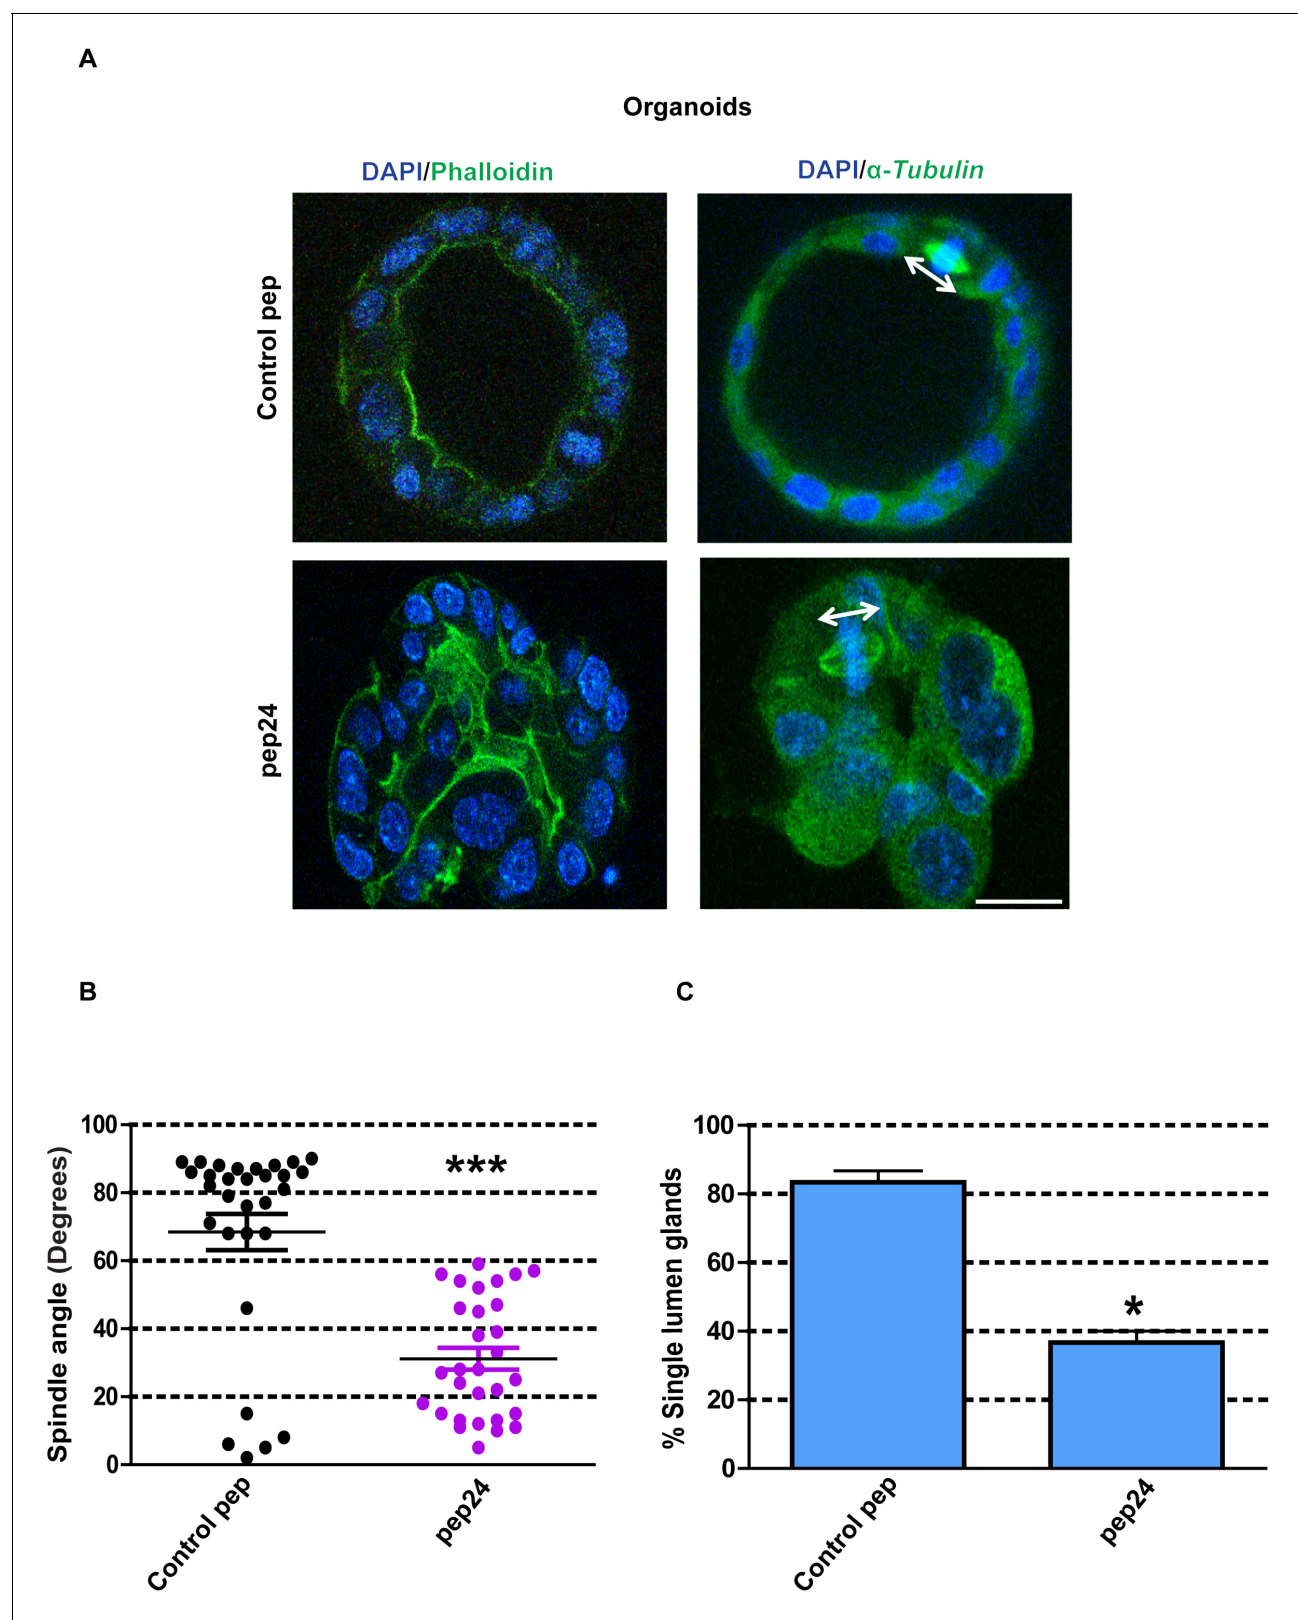 A
Organoids
DAPI/Phalloidin
DAPI/α-Tubulin
Control pep
pep24
B
C
Spindle angle (Degrees)
100
80
60
40
20
0
***
Control pep
pep24
% Single lumen glands
100
80
60
40
20
0
*
Control pep
pep24